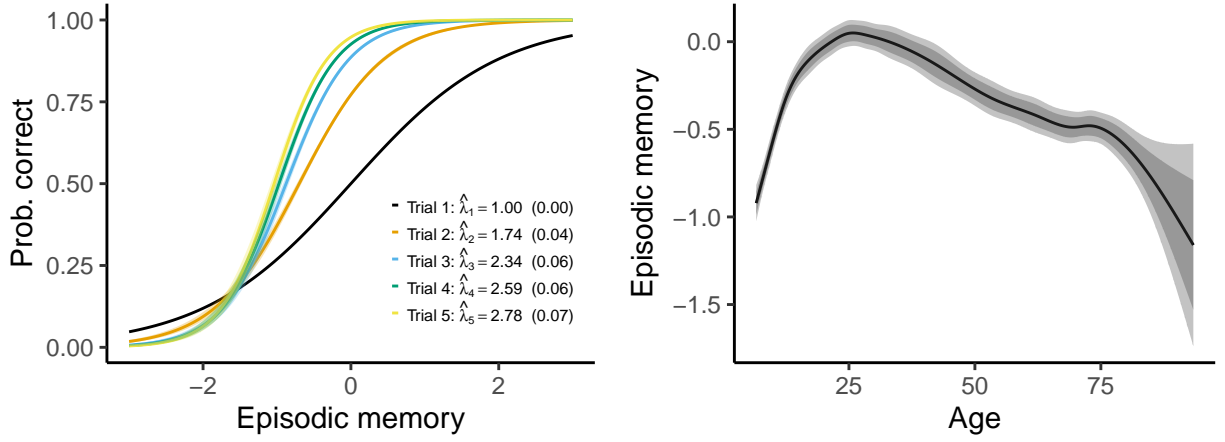 1.00
0.75
0.50
0.25
0.00
Prob. correct
−2
0
2
Episodic memory
Trial 1: λ̂₁ = 1.00 (0.00)
Trial 2: λ̂₂ = 1.74 (0.04)
Trial 3: λ̂₃ = 2.34 (0.06)
Trial 4: λ̂₄ = 2.59 (0.06)
Trial 5: λ̂₅ = 2.78 (0.07)
0.0
−0.5
−1.0
−1.5
Episodic memory
25
50
75
Age